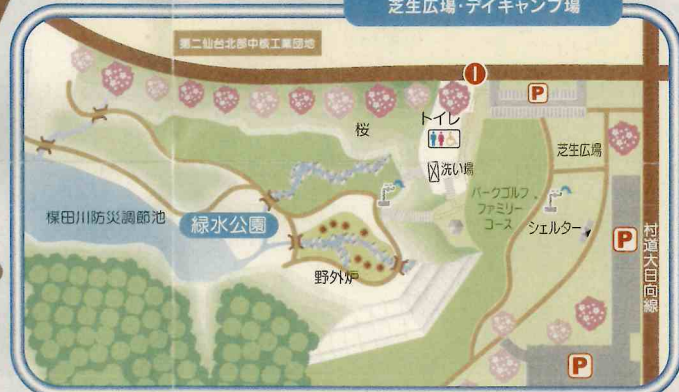 芝生広場・デイキャンプ場
第二仙台北部中核工業団地
1
P
桜
トイレ
洗い場
芝生広場
パークゴルフ
ファミリー
コース
シェルター
楳田川防災調節池
緑水公園
野外炉
P
村道大日向線
P